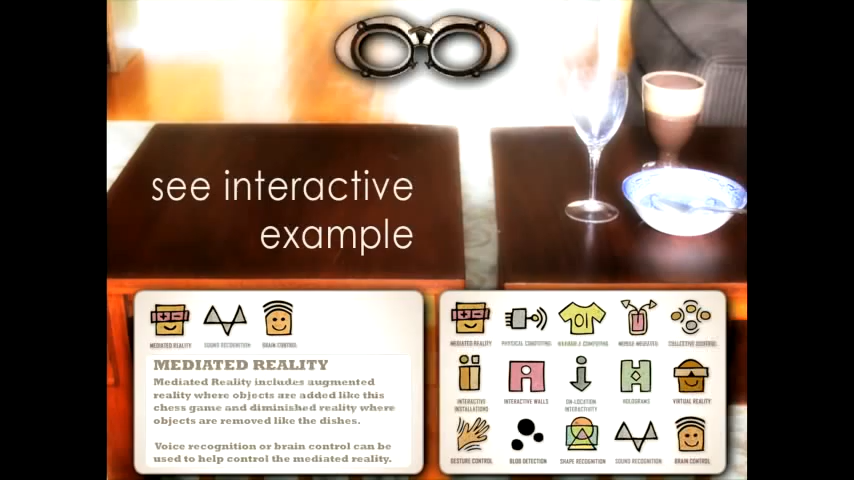 see interactive
example
MEDIATED REALITY
SOUND RECOGNITION
BRAIN CONTROL
MEDIATED REALITY
Mediated Reality includes augmented
reality where objects are added like this
chess game and diminished reality where
objects are removed like the dishes.
Voice recognition or brain control can be
used to help control the mediated reality.
MEDIATED REALITY
PHYSICAL COMPUTING
WEARABLE COMPUTING
MOBILE MEDIATED
COLLECTIVE CONTROL
INTERACTIVE
INSTALLATIONS
INTERACTIVE WALLS
ON-LOCATION
INTERACTIVITY
HOLOGRAMS
VIRTUAL REALITY
GESTURE CONTROL
BLOB DETECTION
SHAPE RECOGNITION
SOUND RECOGNITION
BRAIN CONTROL